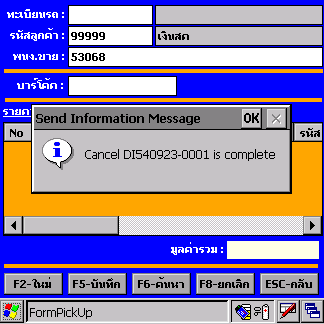 ทะเบียนรถ :
รหัสลูกค้า : 99999 เงินสด
พนง.ขาย : 53068
บาร์โค้ด :
Send Information Message OK
No รหัส
Cancel DI540923-0001 is complete
มูลค่ารวม :
F2-ใหม่ F5-บันทึก F6-ค้นหา F8-ยกเลิก ESC-กลับ
FormPickUp